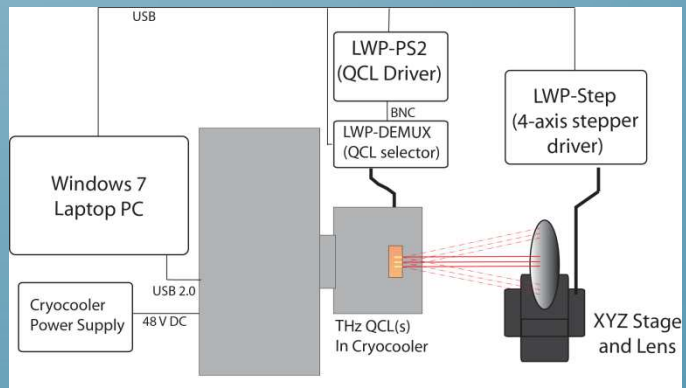 USB
LWP-PS2
(QCL Driver)
BNC
LWP-DEMUX
(QCL selector)
LWP-Step
(4-axis stepper
driver)
Windows 7
Laptop PC
USB 2.0
Cryocooler
Power Supply
48 V DC
THz QCL(s)
In Cryocooler
XYZ Stage
and Lens